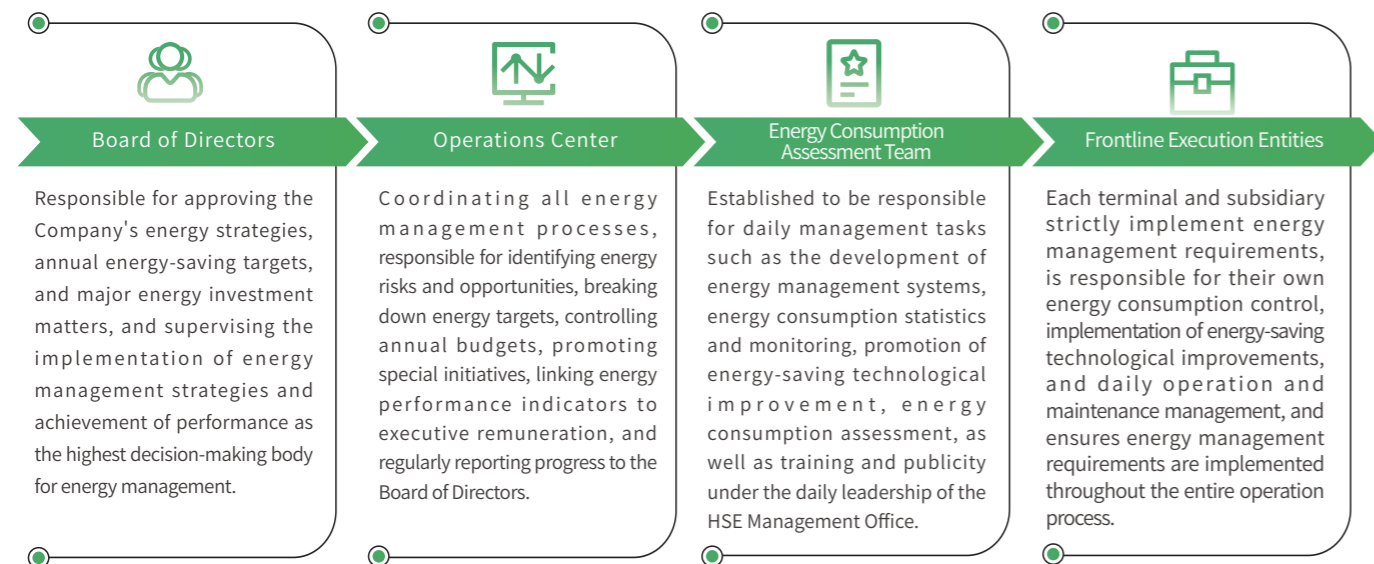 Board of Directors
Responsible for approving the
Company's energy strategies,
annual energy-saving targets,
and major energy investment
matters, and supervising the
implementation of energy
management strategies and
achievement of performance as
the highest decision-making body
for energy management.
Operations Center
Coordinating all energy
management processes,
responsible for identifying energy
risks and opportunities, breaking
down energy targets, controlling
annual budgets, promoting
special initiatives, linking energy
performance indicators to
executive remuneration, and
regularly reporting progress to the
Board of Directors.
Energy Consumption
Assessment Team
Established to be responsible
for daily management tasks
such as the development of
energy management systems,
energy consumption statistics
and monitoring, promotion of
energy-saving technological
improvement, energy
consumption assessment, as
well as training and publicity
under the daily leadership of the
HSE Management Office.
Frontline Execution Entities
Each terminal and subsidiary
strictly implement energy
management requirements,
is responsible for their own
energy consumption control,
implementation of energy-saving
technological improvements,
and daily operation and
maintenance management, and
ensures energy management
requirements are implemented
throughout the entire operation
process.